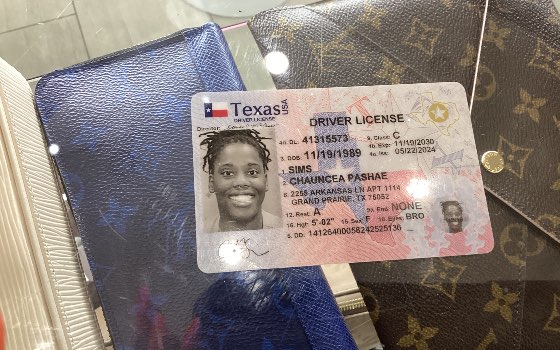 Texas USA
DRIVER LICENSE
DRIVER LICENSE
Director:
4d. DL: 41315573 9. Class: C
4b. Exp: 11/19/2030
3. DOB: 11/19/1989 4a. Iss: 05/22/2024
1. SIMS
2. CHAUNCEA PASHAE
8. 2255 ARKANSAS LN APT 1114
GRAND PRAIRIE, TX 75052
12. Rest: A 9a. End: NONE
16. Hgt: 5'-02" 15. Sex: F 18. Eyes: BRO
5. DD: